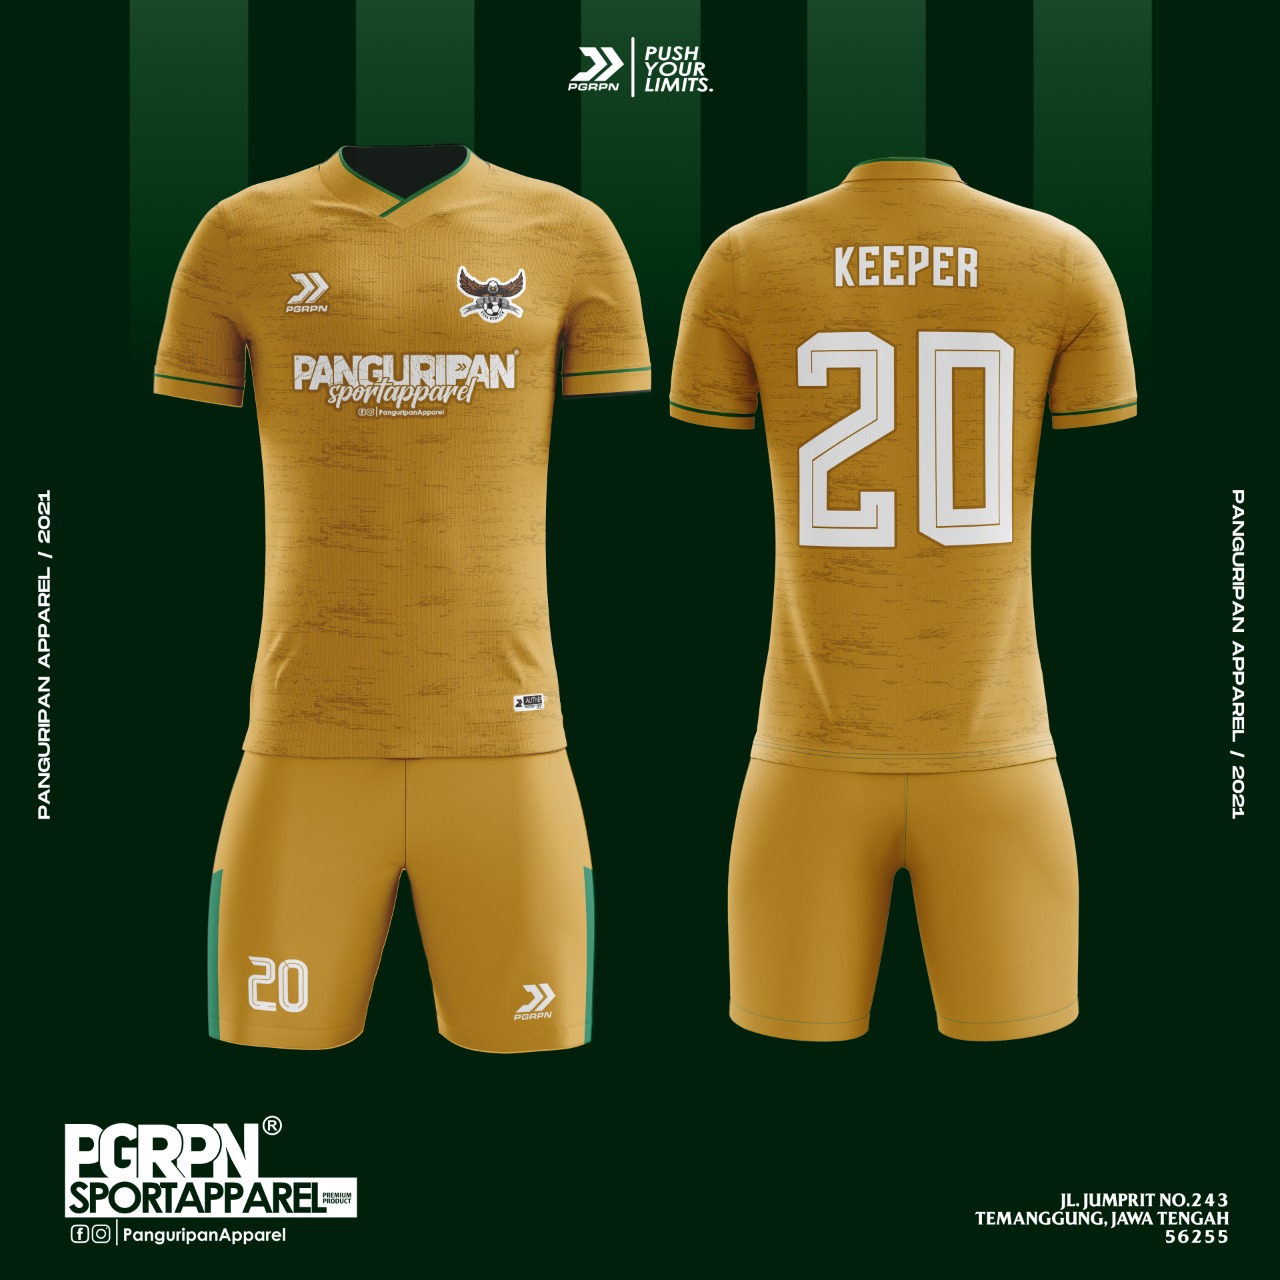 PGRPN
PUSH
YOUR
LIMITS.
PGRPN
PANGURIPAN
sportapparel
PanguripanApparel
20
PGRPN
KEEPER
20
PANGURIPAN APPAREL / 2021
PANGURIPAN APPAREL / 2021
PGRPN®
SPORTAPPAREL PREMIUM PRODUCT
PanguripanApparel
JL. JUMPRIT NO.243
TEMANGGUNG, JAWA TENGAH
56255